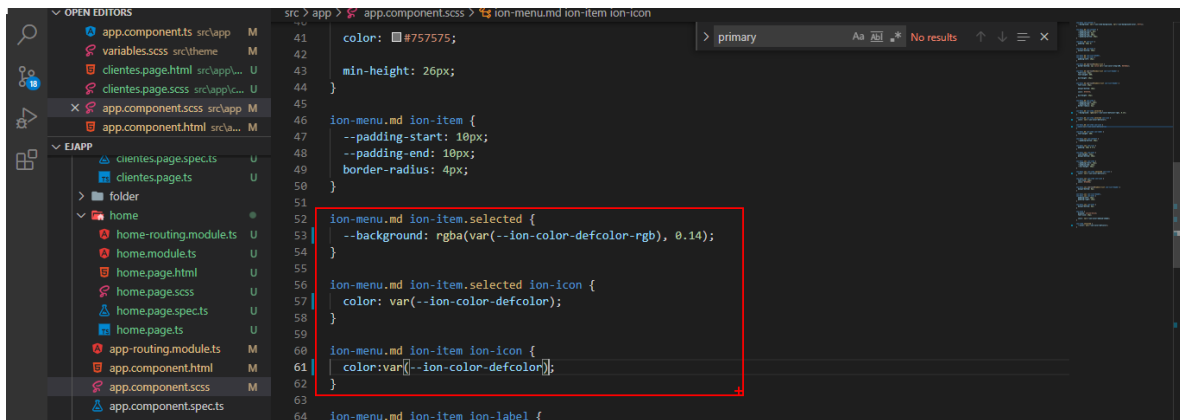 OPEN EDITORS
app.component.ts src\app M
variables.scss src\theme M
clientes.page.html src\app\... U
clientes.page.scss src\app\c... U
app.component.scss src\app M
app.component.html src\a... M
EJAPP
clientes.page.spec.ts U
clientes.page.ts U
folder
home
home-routing.module.ts U
home.module.ts U
home.page.html U
home.page.scss U
home.page.spec.ts U
home.page.ts U
app-routing.module.ts M
app.component.html M
app.component.scss M
app.component.spec.ts
18
src > app > app.component.scss > ion-menu.md ion-item ion-icon
primary Aa Abl .* No results
40
41 color: #757575;
42
43 min-height: 26px;
44 }
45
46 ion-menu.md ion-item {
47 --padding-start: 10px;
48 --padding-end: 10px;
49 border-radius: 4px;
50 }
51
52 ion-menu.md ion-item.selected {
53 --background: rgba(var(--ion-color-defcolor-rgb), 0.14);
54 }
55
56 ion-menu.md ion-item.selected ion-icon {
57 color: var(--ion-color-defcolor);
58 }
59
60 ion-menu.md ion-item ion-icon {
61 color:var(--ion-color-defcolor);
62 }
63
64 ion-menu.md ion-item ion-label {